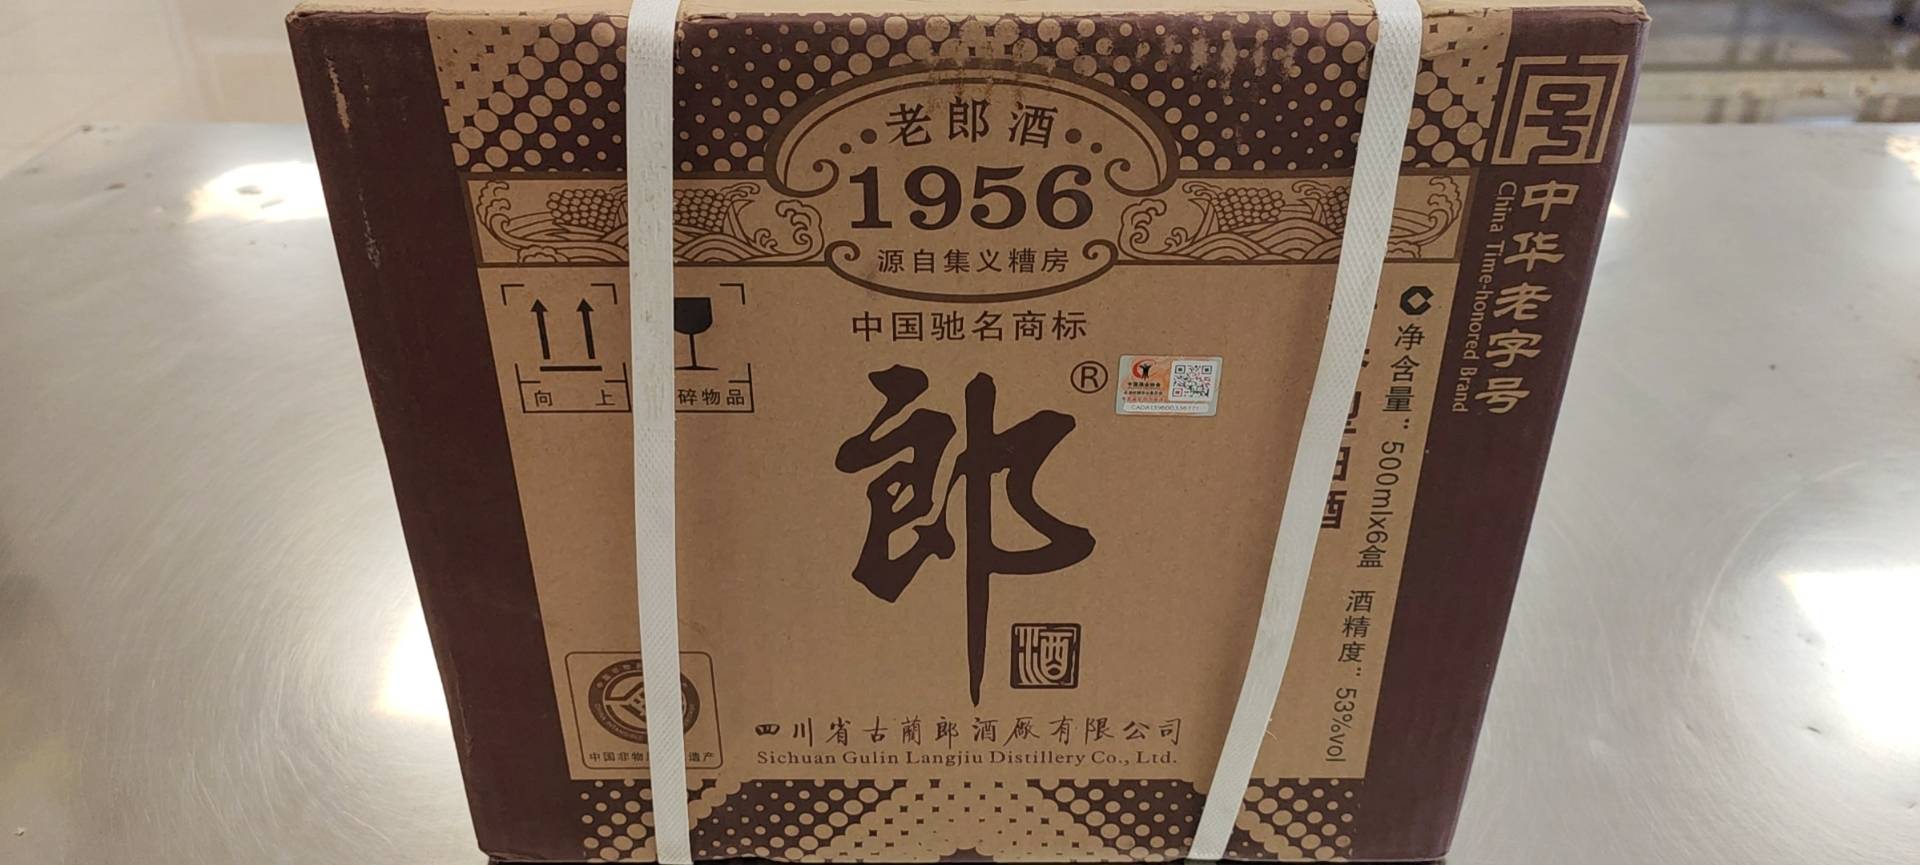 老郎酒
1956
源自集义糟房
中国驰名商标
郎
®
酒
向 上
碎物品
四川省古蔺郎酒廠有限公司
Sichuan Gulin Langjiu Distillery Co., Ltd.
净含量：500mlx6盒 酒精度：53%vol
中华老字号
China Time-honored Brand